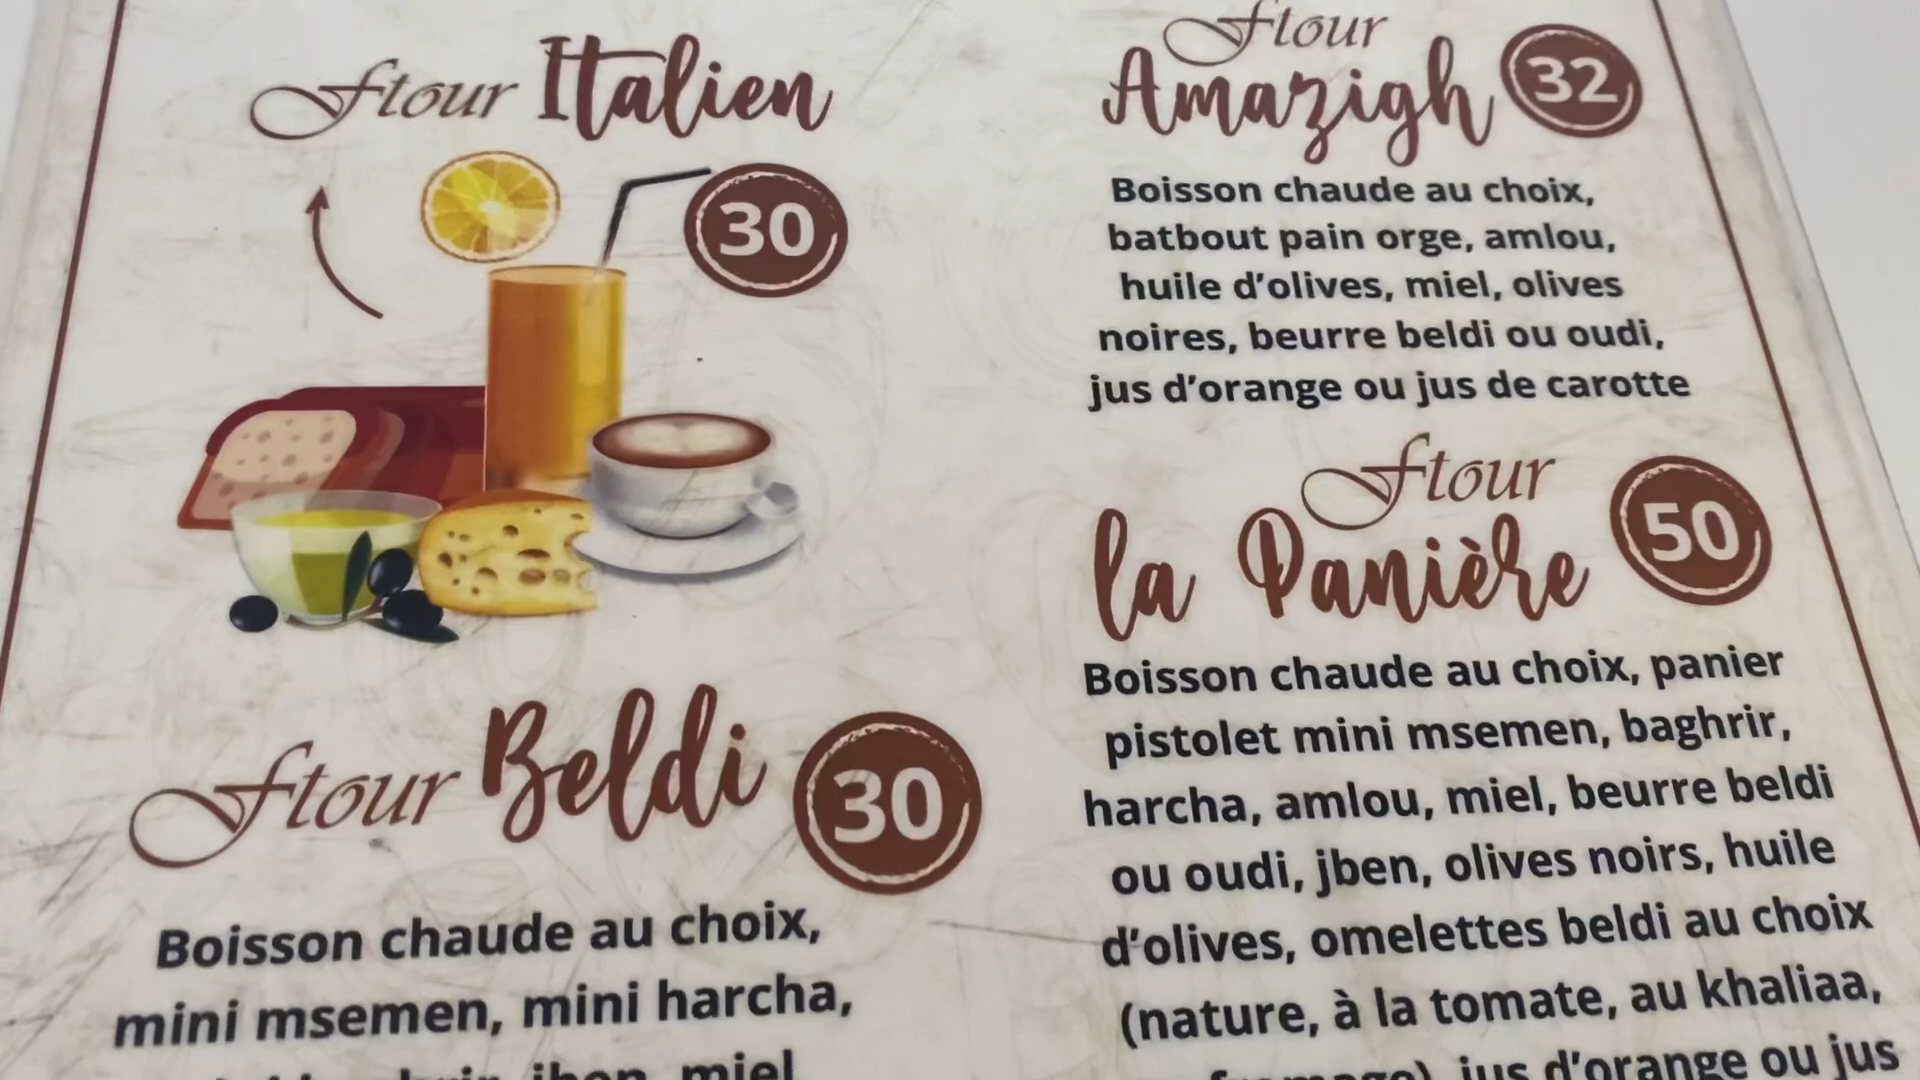 Ftour Italien
30
Ftour Beldi
30
Boisson chaude au choix,
mini msemen, mini harcha,
jben, miel
Ftour
Amazigh 32
Boisson chaude au choix,
batbout pain orge, amlou,
huile d’olives, miel, olives
noires, beurre beldi ou oudi,
jus d’orange ou jus de carotte
Ftour
la Panière 50
Boisson chaude au choix, panier
pistolet mini msemen, baghrir,
harcha, amlou, miel, beurre beldi
ou oudi, jben, olives noirs, huile
d’olives, omelettes beldi au choix
(nature, à la tomate, au khaliaa,
fromage), jus d’orange ou jus